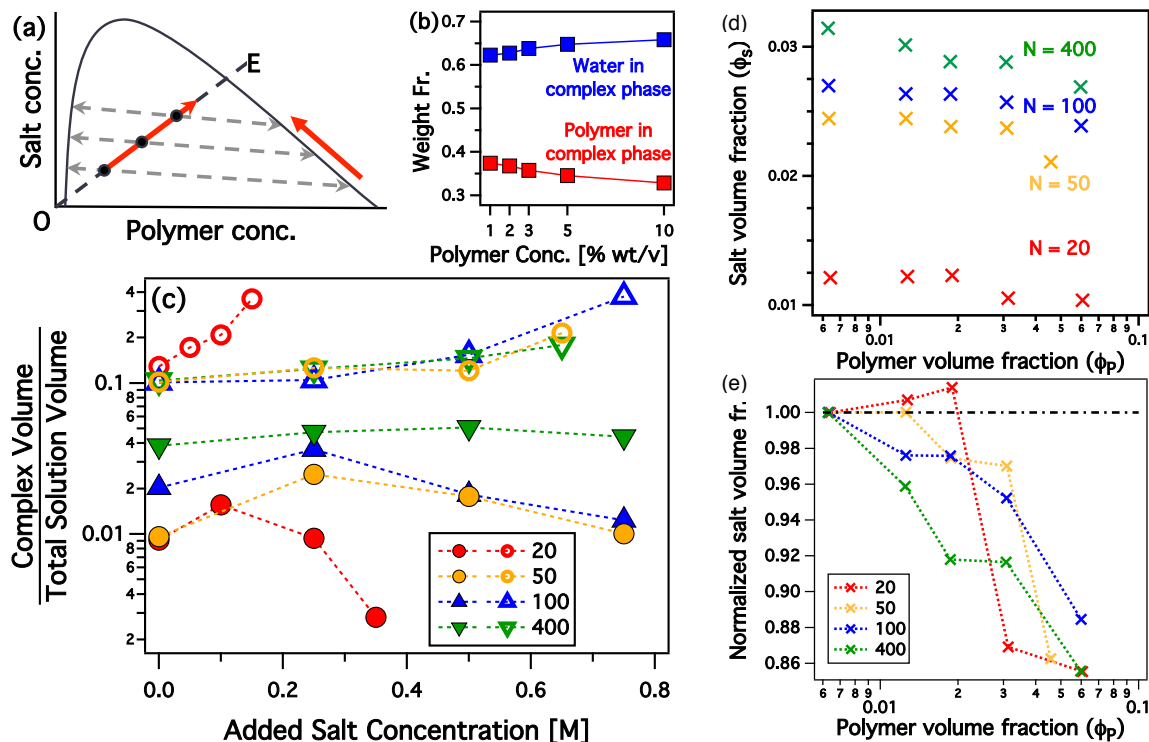 (a)
Salt conc.
E
O
Polymer conc.
(b)
Weight Fr.
0.7
0.6
0.5
0.4
0.3
Water in
complex phase
Polymer in
complex phase
1 2 3 5 10
Polymer Conc. [% wt/v]
(c)
Complex Volume
Total Solution Volume
4
2
0.1
8
6
4
2
0.01
8
6
4
2
20 20
50 50
100 100
400 400
0.0 0.2 0.4 0.6 0.8
Added Salt Concentration [M]
(d)
Salt volume fraction (ϕS)
0.03
0.02
0.01
N = 400
N = 100
N = 50
N = 20
6 7 8 9 0.01 2 3 4 5 6 7 8 9 0.1
Polymer volume fraction (ϕP)
(e)
Normalized salt volume fr.
1.00
0.98
0.96
0.94
0.92
0.90
0.88
0.86
20
50
100
400
6 7 8 9 0.01 2 3 4 5 6 7 8 9 0.1
Polymer volume fraction (ϕP)